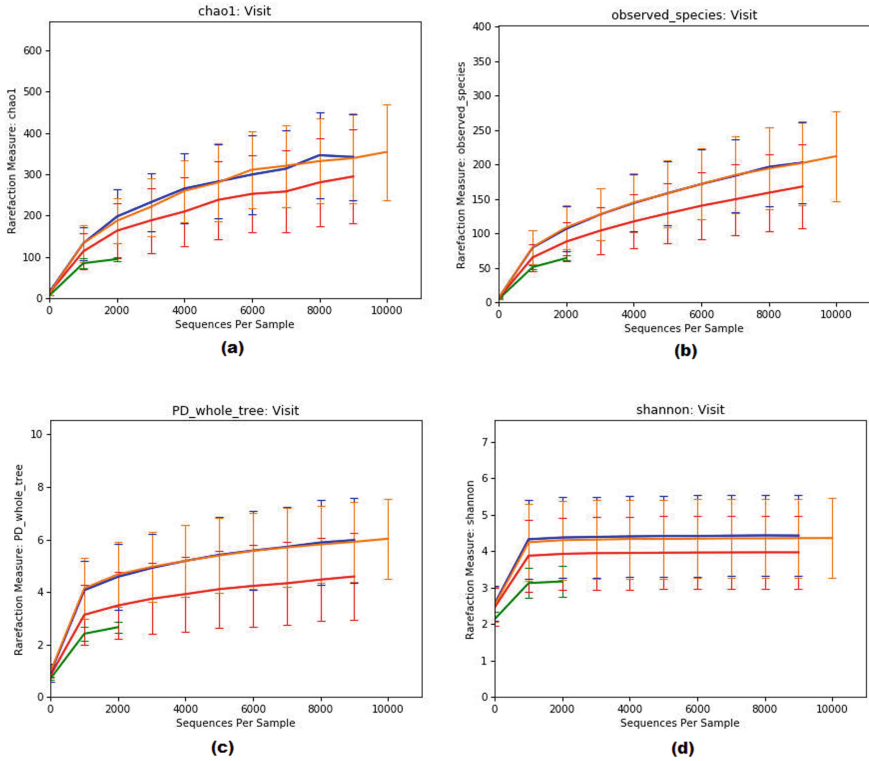 chao1: Visit
Rarefaction Measure: chao1
600
500
400
300
200
100
0
0 2000 4000 6000 8000 10000
Sequences Per Sample
(a)
observed_species: Visit
Rarefaction Measure: observed_species
400
350
300
250
200
150
100
50
0
0 2000 4000 6000 8000 10000
Sequences Per Sample
(b)
PD_whole_tree: Visit
Rarefaction Measure: PD_whole_tree
10
8
6
4
2
0
0 2000 4000 6000 8000 10000
Sequences Per Sample
(c)
shannon: Visit
Rarefaction Measure: shannon
7
6
5
4
3
2
1
0
0 2000 4000 6000 8000 10000
Sequences Per Sample
(d)